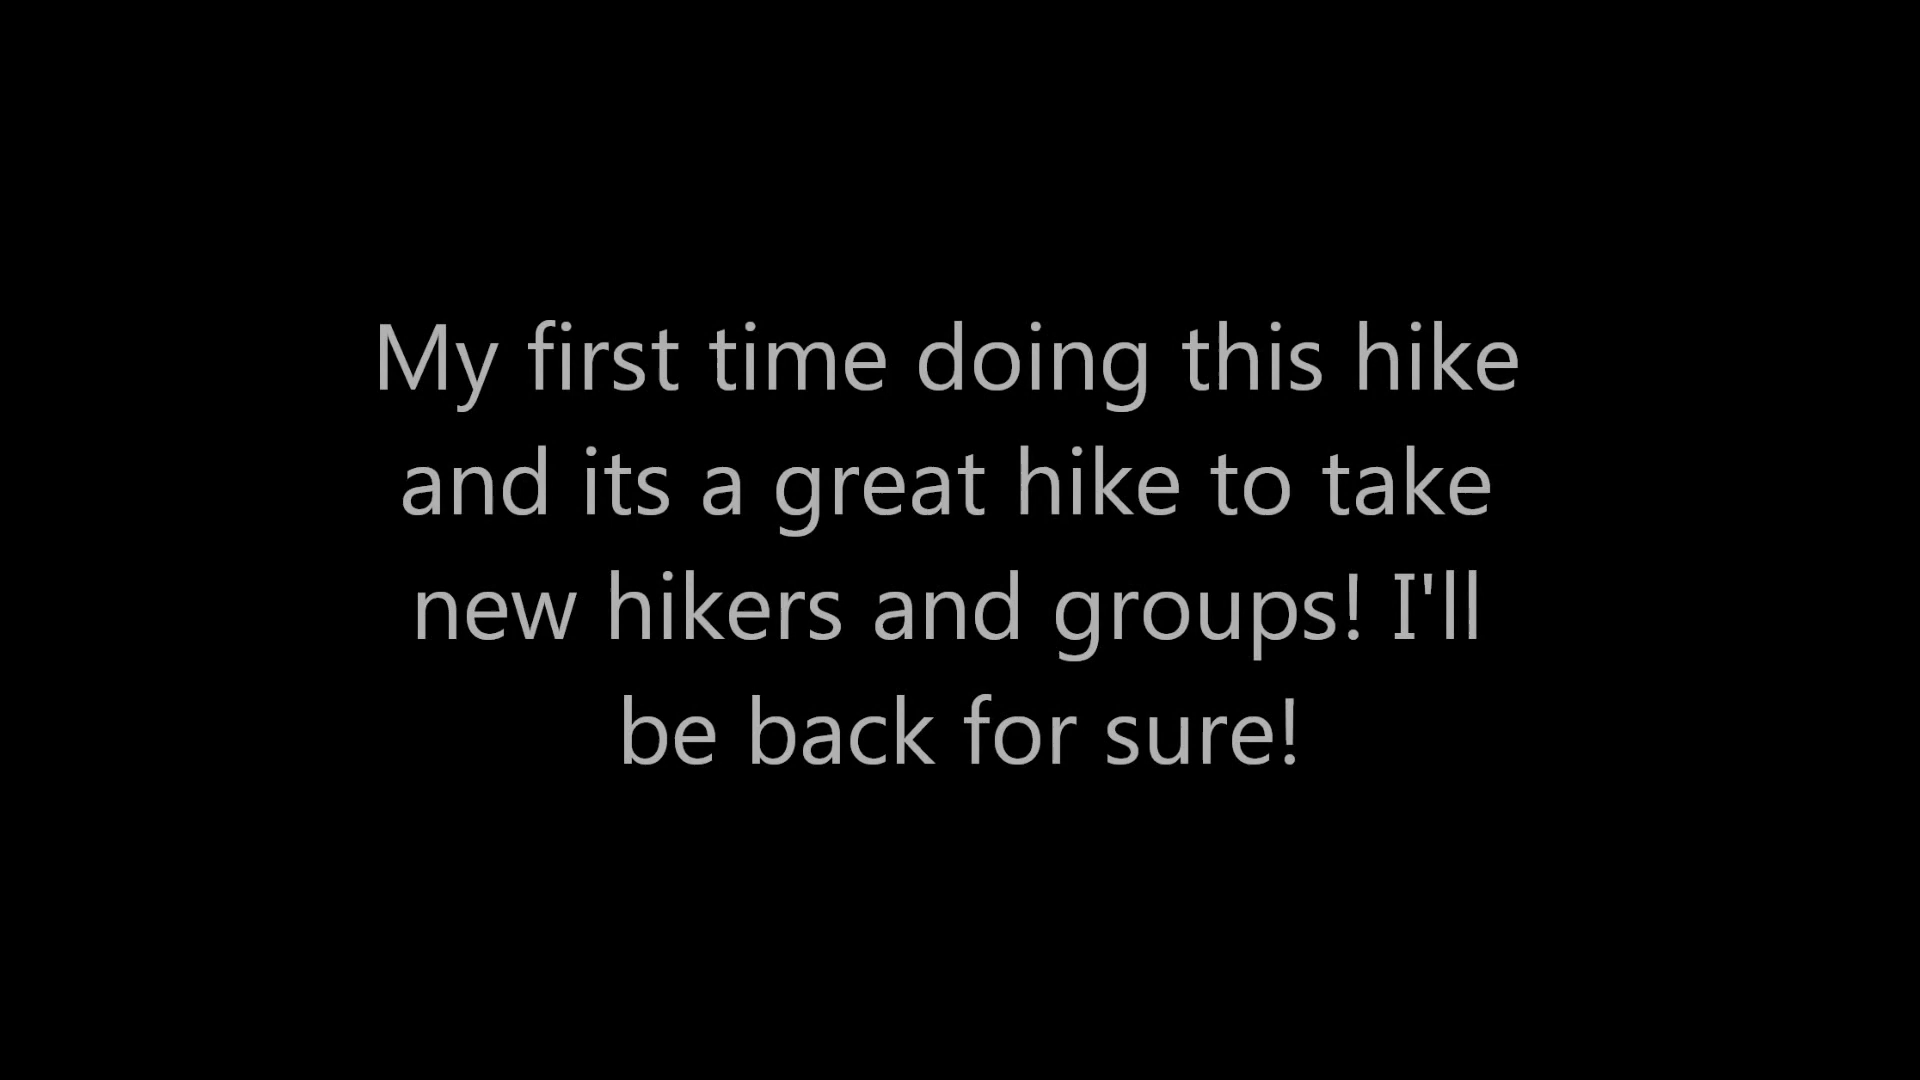 My first time doing this hike
and its a great hike to take
new hikers and groups! I'll
be back for sure!